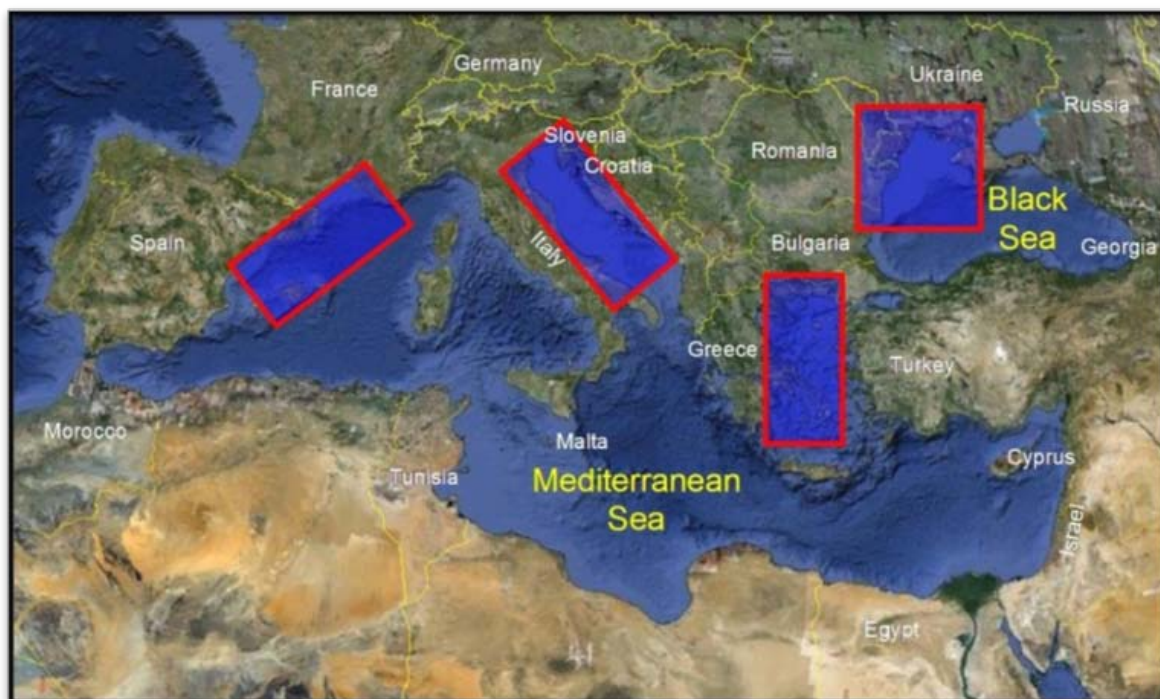 Germany
Ukraine
France
Russia
Slovenia
Romania
Croatia
Black
Sea
Spain
Italy
Bulgaria
Georgia
Greece
Turkey
Morocco
Malta
Cyprus
Tunisia
Mediterranean
Sea
Israel
Egypt